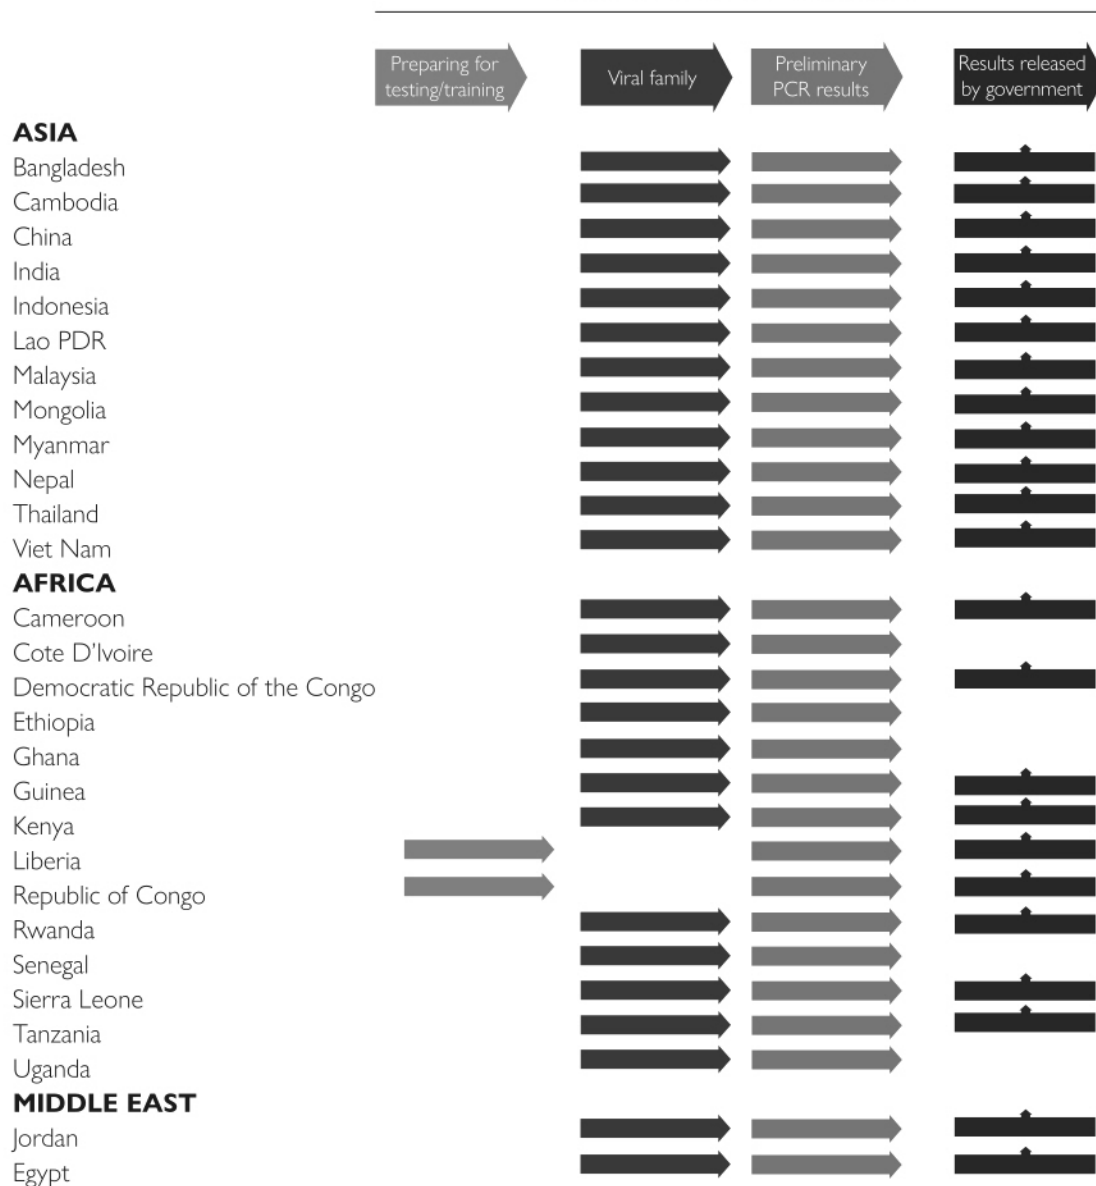 Preparing for
testing/training
Viral family
Preliminary
PCR results
Results released
by government
ASIA
Bangladesh
Cambodia
China
India
Indonesia
Lao PDR
Malaysia
Mongolia
Myanmar
Nepal
Thailand
Viet Nam
AFRICA
Cameroon
Cote D'Ivoire
Democratic Republic of the Congo
Ethiopia
Ghana
Guinea
Kenya
Liberia
Republic of Congo
Rwanda
Senegal
Sierra Leone
Tanzania
Uganda
MIDDLE EAST
Jordan
Egypt